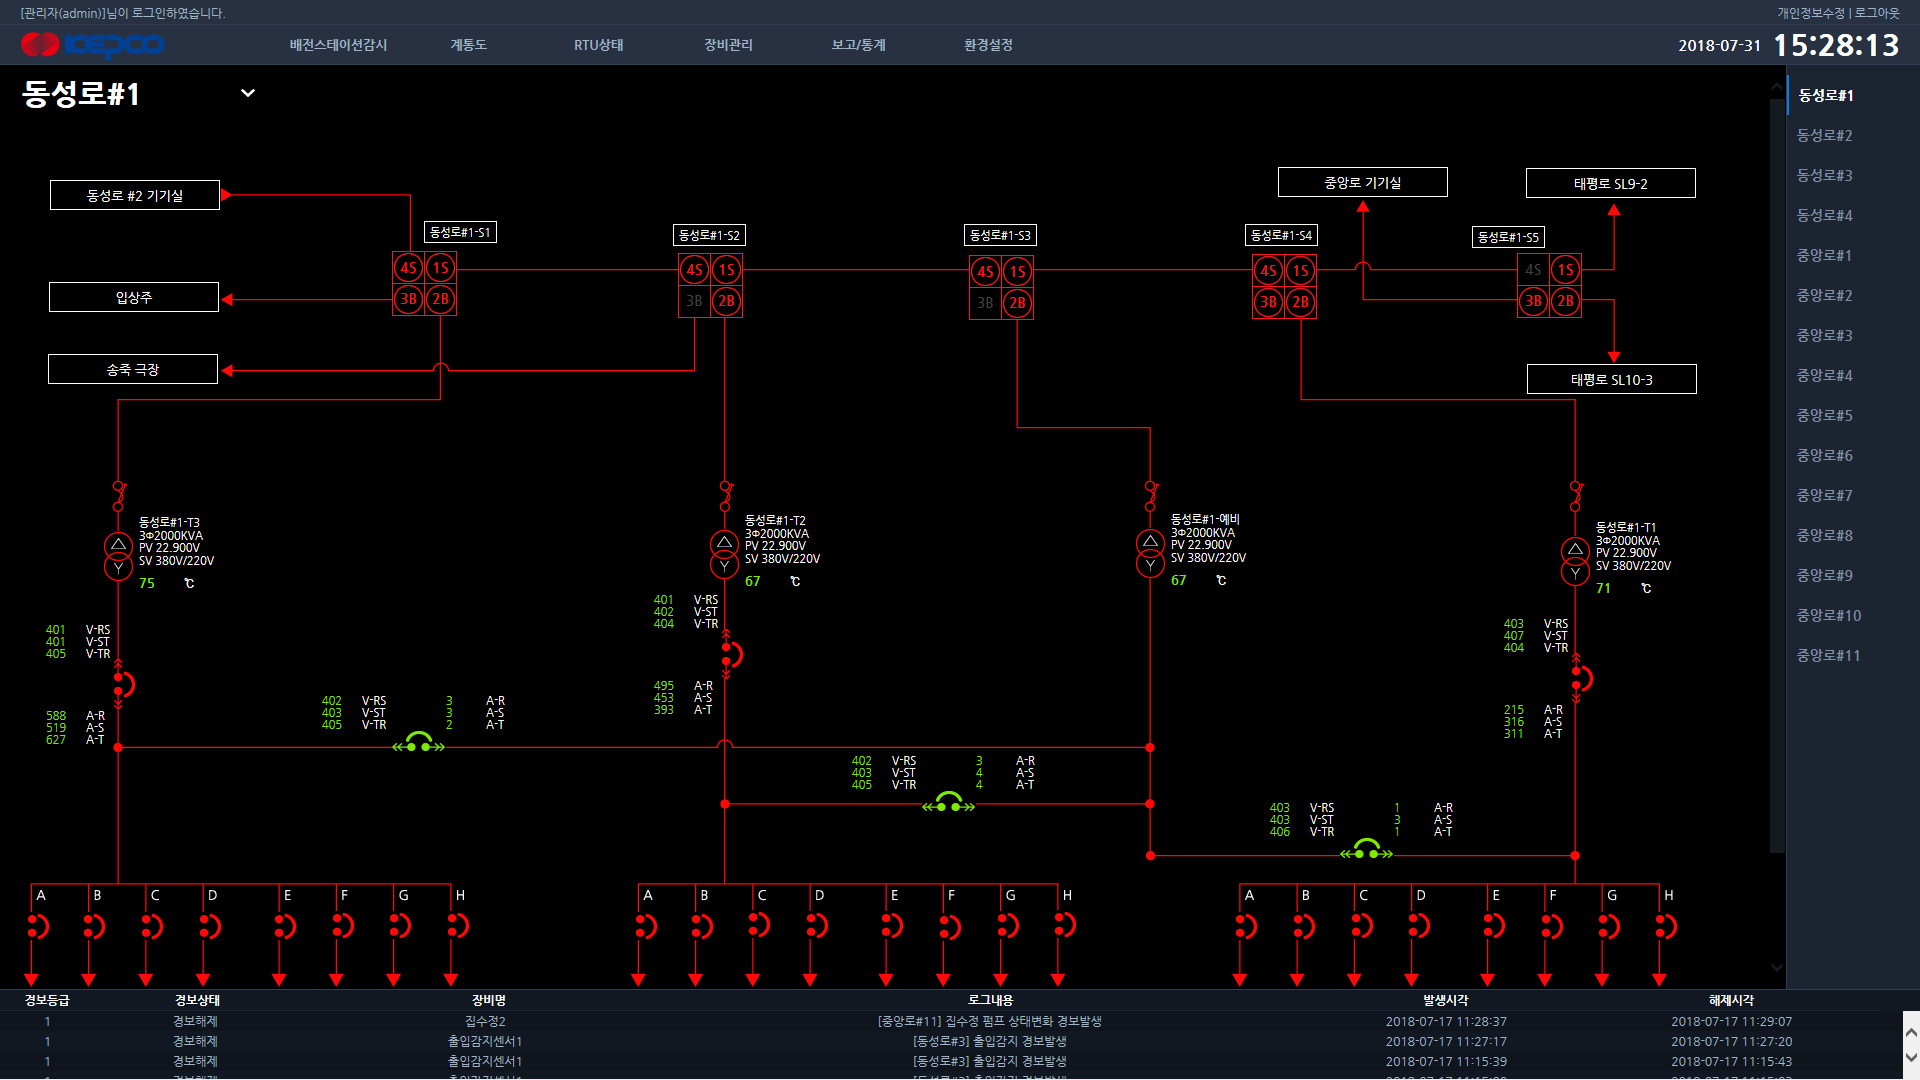 [관리자(admin)]님이 로그인하였습니다.
개인정보수정 | 로그아웃
KEPCO
배전스테이션감시
계통도
RTU상태
장비관리
보고/통계
환경설정
2018-07-31 15:28:13
동성로#1
동성로#1
동성로#2
동성로#3
동성로#4
중앙로#1
중앙로#2
중앙로#3
중앙로#4
중앙로#5
중앙로#6
중앙로#7
중앙로#8
중앙로#9
중앙로#10
중앙로#11
동성로 #2 기기실
입상주
송죽 극장
중앙로 기기실
태평로 SL9-2
태평로 SL10-3
동성로#1-S1
4S 1S
3B 2B
동성로#1-S2
4S 1S
3B 2B
동성로#1-S3
4S 1S
3B 2B
동성로#1-S4
4S 1S
3B 2B
동성로#1-S5
4S 1S
3B 2B
동성로#1-T3
3Φ2000KVA
PV 22.900V
SV 380V/220V
75 ℃
동성로#1-T2
3Φ2000KVA
PV 22.900V
SV 380V/220V
67 ℃
동성로#1-예비
3Φ2000KVA
PV 22.900V
SV 380V/220V
67 ℃
동성로#1-T1
3Φ2000KVA
PV 22.900V
SV 380V/220V
71 ℃
Y
Y
Y
Y
401 V-RS
401 V-ST
405 V-TR
588 A-R
519 A-S
627 A-T
401 V-RS
402 V-ST
404 V-TR
495 A-R
453 A-S
393 A-T
403 V-RS
407 V-ST
404 V-TR
215 A-R
316 A-S
311 A-T
402 V-RS 3 A-R
403 V-ST 3 A-S
405 V-TR 2 A-T
402 V-RS 3 A-R
403 V-ST 4 A-S
405 V-TR 4 A-T
403 V-RS 1 A-R
403 V-ST 3 A-S
406 V-TR 1 A-T
A B C D E F G H
A B C D E F G H
A B C D E F G H
경보등급 경보상태 장비명 로그내용 발생시각 해제시각
1 경보해제 집수정2 [중앙로#11] 집수정 펌프 상태변화 경보발생 2018-07-17 11:28:37 2018-07-17 11:29:07
1 경보해제 출입감지센서1 [동성로#3] 출입감지 경보발생 2018-07-17 11:27:17 2018-07-17 11:27:20
1 경보해제 출입감지센서1 [동성로#3] 출입감지 경보발생 2018-07-17 11:15:39 2018-07-17 11:15:43